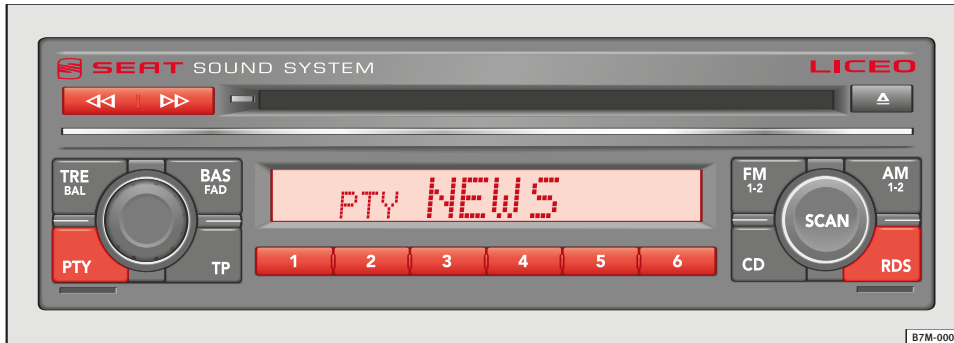 SEAT SOUND SYSTEM LICEO
TRE
BAL
BAS
FAD
PTY NEWS
FM
1-2
AM
1-2
SCAN
PTY
TP
1 2 3 4 5 6
CD
RDS
B7M-000